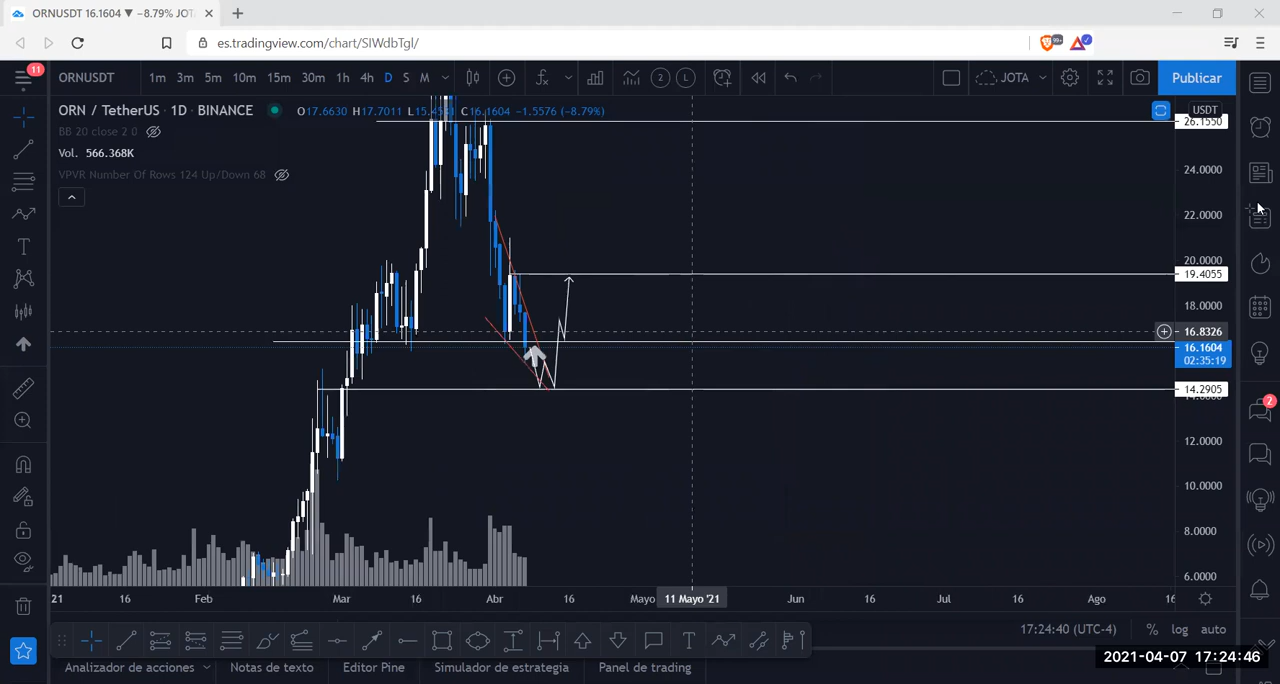 ORNUSDT 16.1604 ▼ −8.79% JOT
es.tradingview.com/chart/SIWdbTgl/
99+
11
ORNUSDT 1m 3m 5m 10m 15m 30m 1h 4h D S M 2 L JOTA Publicar
ORN / TetherUS · 1D · BINANCE O17.6630 H17.7011 C16.1604 −1.5576 (−8.79%)
BB 20 close 2 0
Vol. 566.368K
VPVR Number Of Rows 124 Up/Down 68
USDT
26.1550
24.0000
22.0000
20.0000
19.4055
18.0000
16.8326
16.1604
02:35:19
14.2905
12.0000
10.0000
8.0000
6.0000
2
21 16 Feb Mar 16 Abr 16 Mayo 11 Mayo '21 Jun 16 Jul 16 Ago 16
17:24:40 (UTC-4) % log auto
Analizador de acciones Notas de texto Editor Pine Simulador de estrategia Panel de trading
2021-04-07 17:24:46